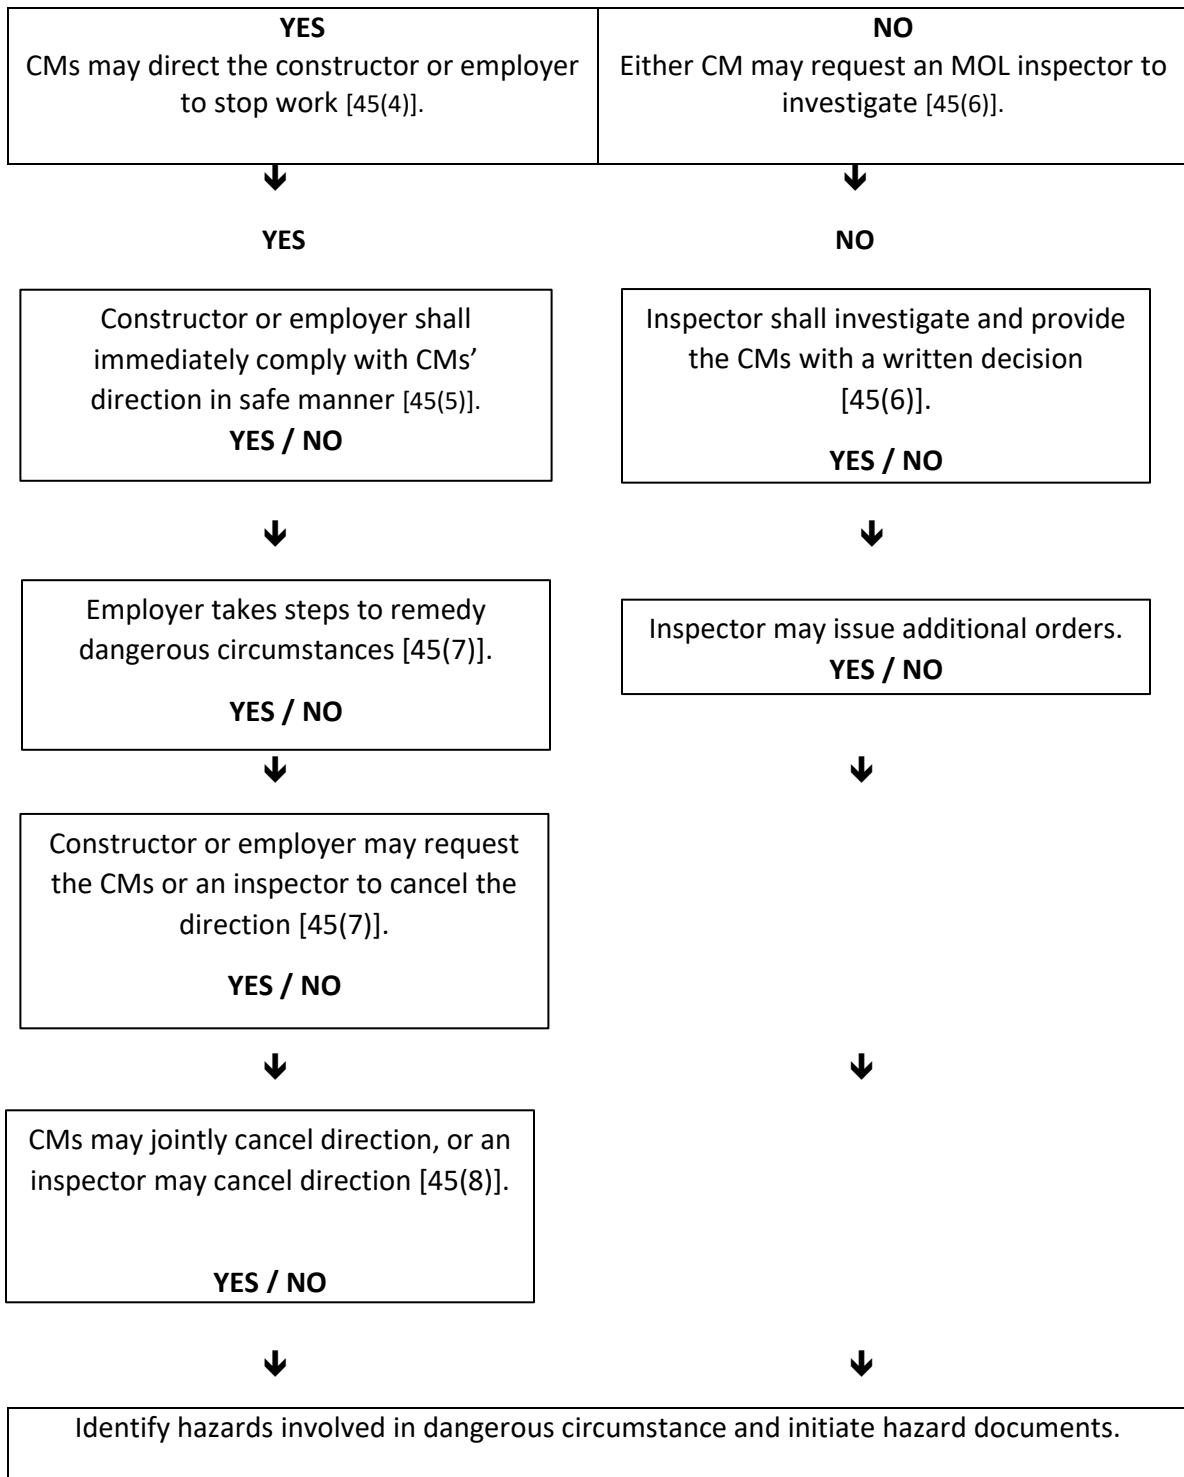 YES
CMs may direct the constructor or employer
to stop work [45(4)].
NO
Either CM may request an MOL inspector to
investigate [45(6)].
YES
NO
Constructor or employer shall
immediately comply with CMs’
direction in safe manner [45(5)].
YES / NO
Inspector shall investigate and provide
the CMs with a written decision
[45(6)].
YES / NO
Employer takes steps to remedy
dangerous circumstances [45(7)].
YES / NO
Inspector may issue additional orders.
YES / NO
Constructor or employer may request
the CMs or an inspector to cancel the
direction [45(7)].
YES / NO
CMs may jointly cancel direction, or an
inspector may cancel direction [45(8)].
YES / NO
Identify hazards involved in dangerous circumstance and initiate hazard documents.